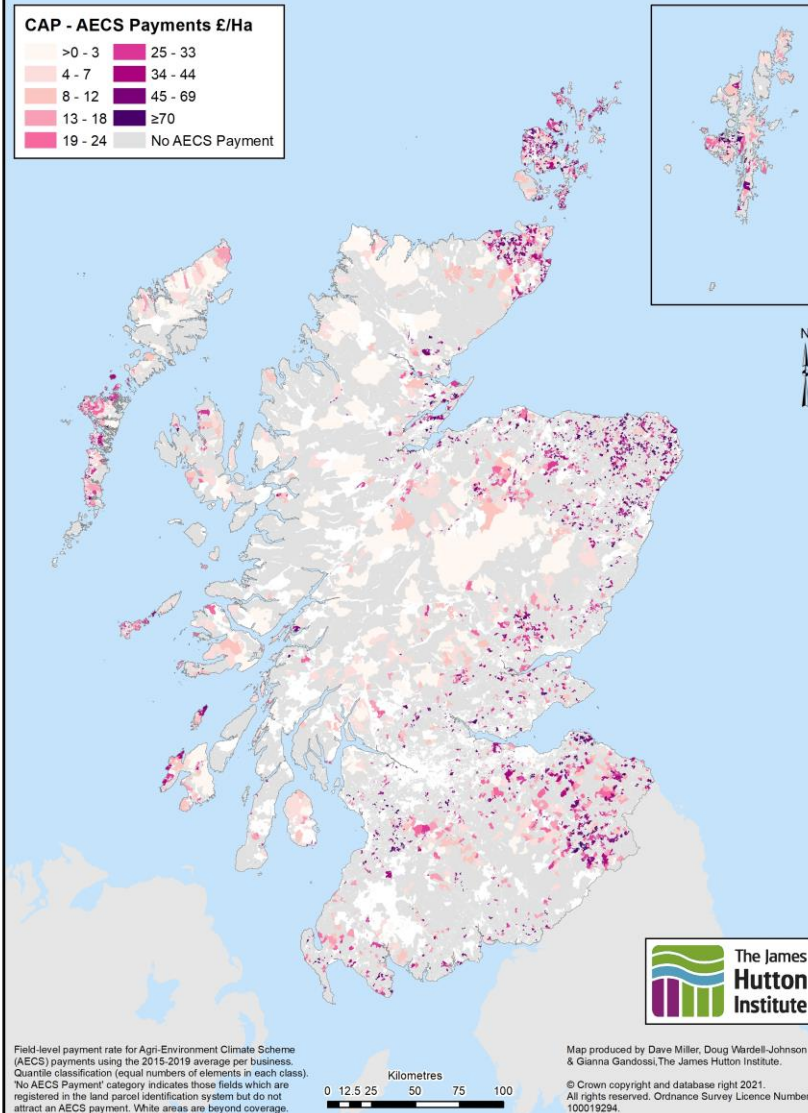 CAP - AECS Payments £/Ha
>0 - 3
4 - 7
8 - 12
13 - 18
19 - 24
25 - 33
34 - 44
45 - 69
≥70
No AECS Payment
N
The James
Hutton
Institute
Field-level payment rate for Agri-Environment Climate Scheme
(AECS) payments using the 2015-2019 average per business.
Quantile classification (equal numbers of elements in each class).
'No AECS Payment' category indicates those fields which are
registered in the land parcel identification system but do not
attract an AECS payment. White areas are beyond coverage.
Kilometres
0 12.5 25 50 75 100
Map produced by Dave Miller, Doug Wardell-Johnson
& Gianna Gandossi,The James Hutton Institute.
© Crown copyright and database right 2021.
All rights reserved. Ordnance Survey Licence Number
100019294.